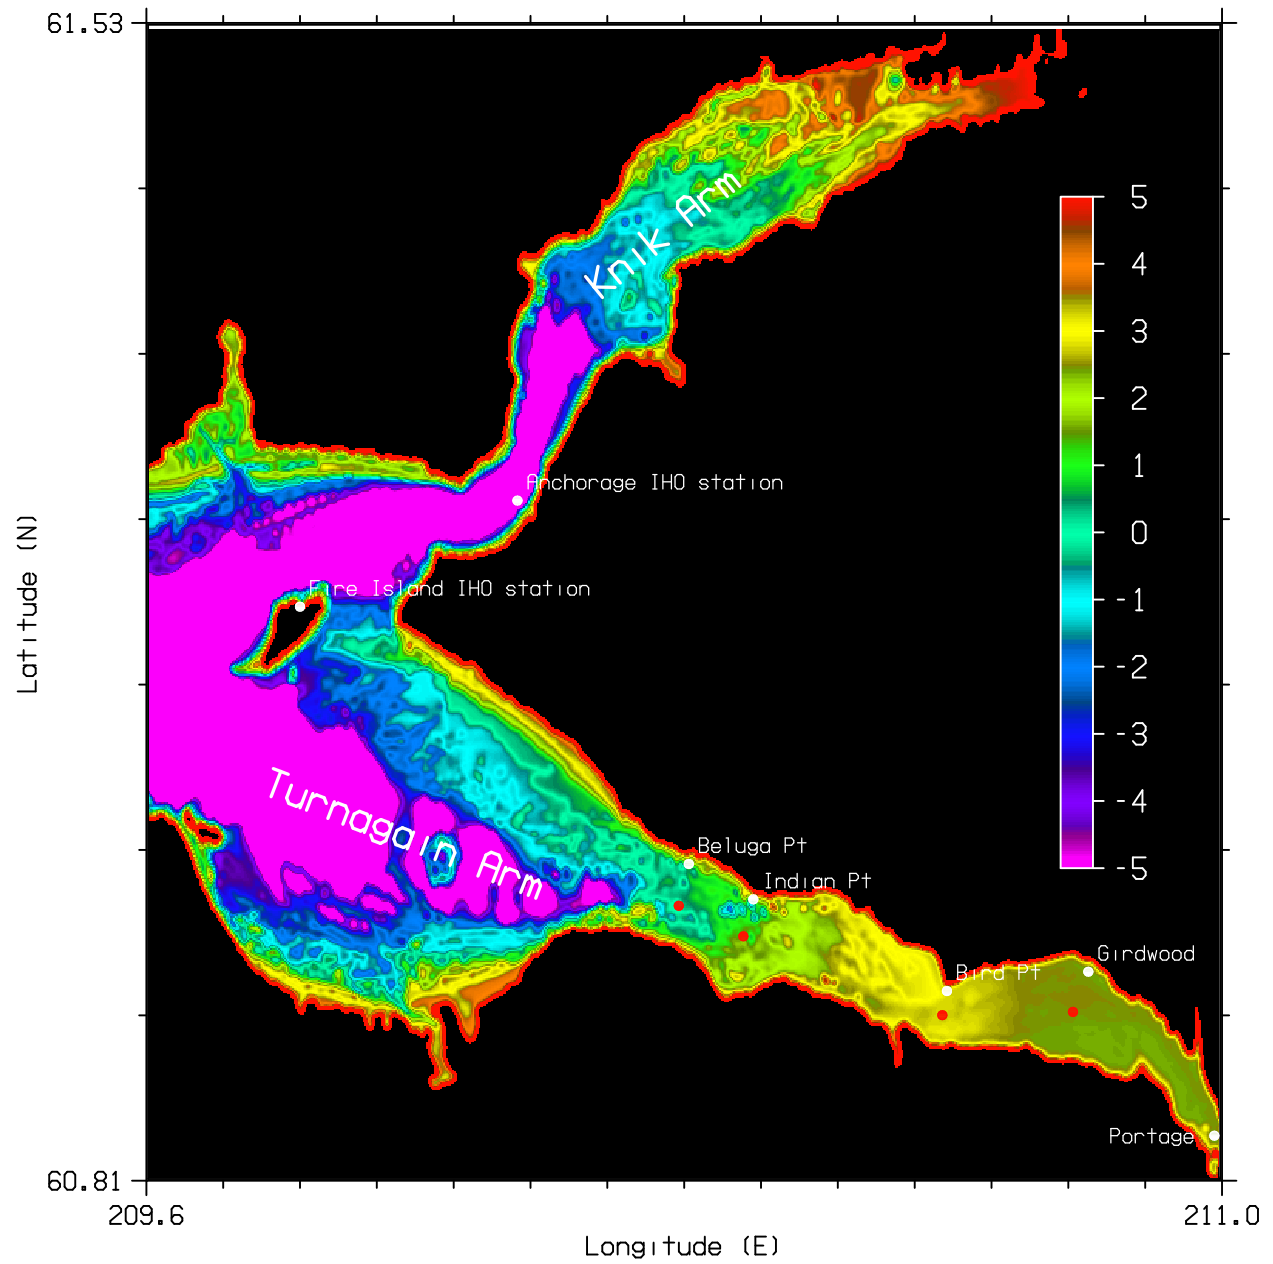 61.53
Knik Arm
5
4
3
2
1
0
-1
-2
-3
-4
-5
Anchorage IHO station
Fire Island IHO station
Latitude (N)
Turnagain Arm
Beluga Pt
Indian Pt
Bird Pt
Girdwood
Portage
60.81
209.6
211.0
Longitude (E)